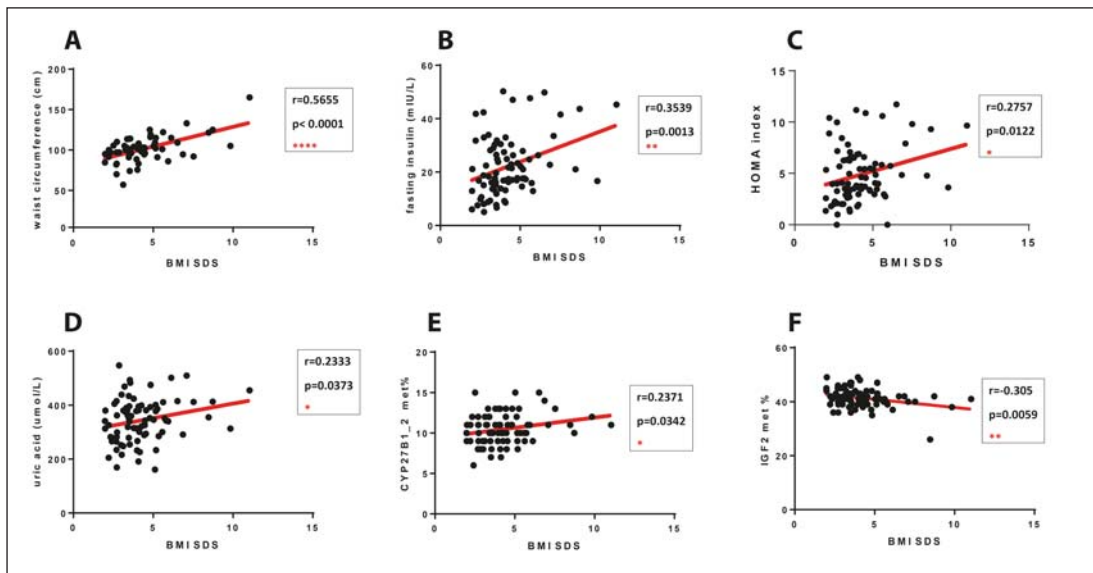 A
waist circumference (cm)
200
150
100
50
0
0 5 10 15
BMI SDS
r=0.5655
p< 0.0001
****
B
fasting insulin (mIU/L)
60
40
20
0
0 5 10 15
BMI SDS
r=0.3539
p=0.0013
**
C
HOMA index
15
10
5
0
0 5 10 15
BMI SDS
r=0.2757
p=0.0122
*
D
uric acid (umol/L)
600
400
200
0
0 5 10 15
BMI SDS
r=0.2333
p=0.0373
*
E
CYP27B1_2 met%
20
15
10
5
0
0 5 10 15
BMI SDS
r=0.2371
p=0.0342
*
F
IGF2 met %
60
40
20
0
0 5 10 15
BMI SDS
r=-0.305
p=0.0059
**